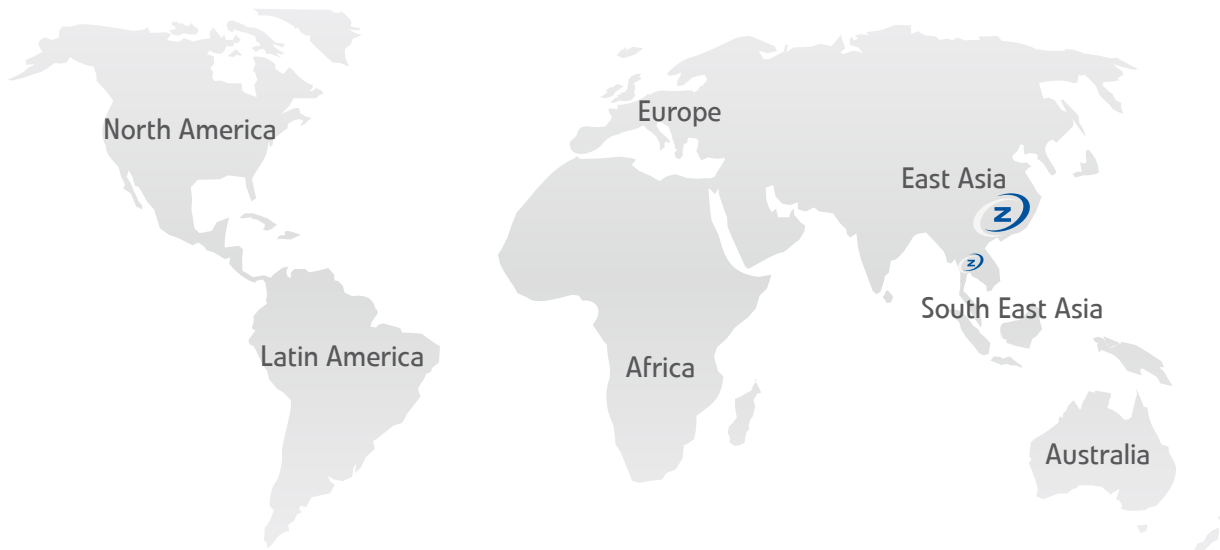 Europe
North America
East Asia
Z
Z
South East Asia
Latin America
Africa
Australia